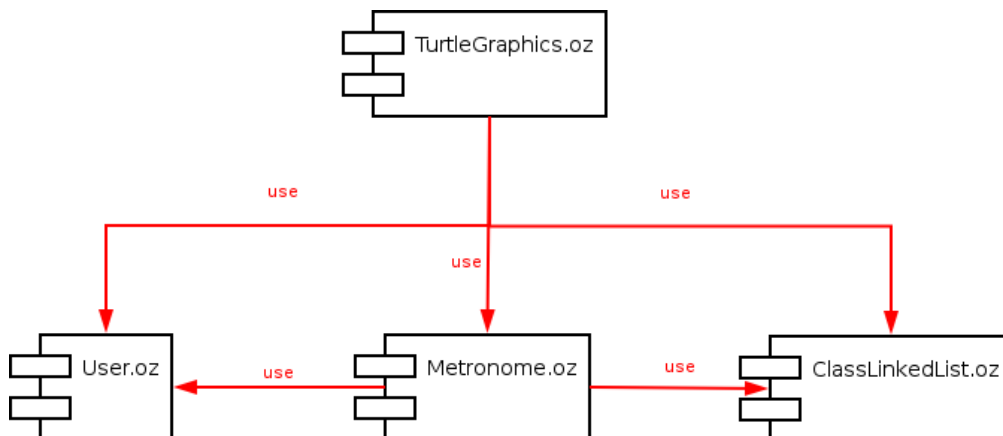 TurtleGraphics.oz
use
use
use
User.oz
use
Metronome.oz
use
ClassLinkedList.oz